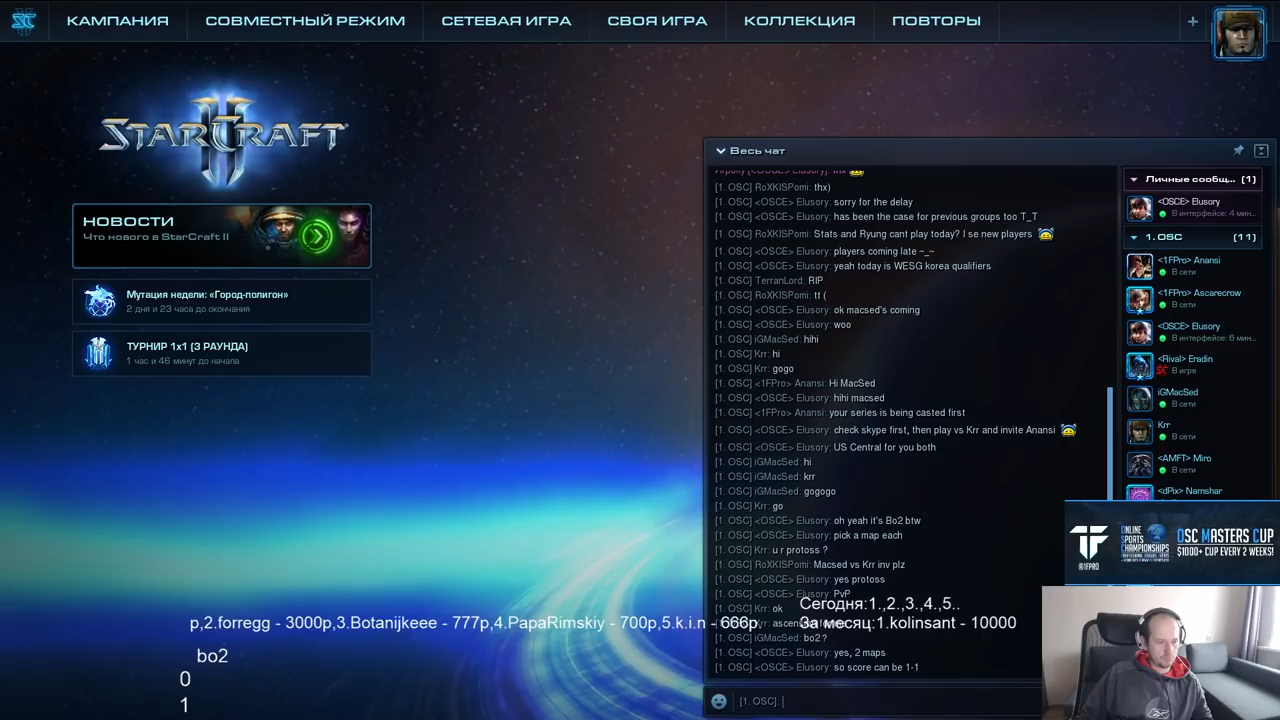 КАМПАНИЯ
СОВМЕСТНЫЙ РЕЖИМ
СЕТЕВАЯ ИГРА
СВОЯ ИГРА
КОЛЛЕКЦИЯ
ПОВТОРЫ
STARCRAFT
II
НОВОСТИ
Что нового в StarCraft II
Мутация недели: «Город-полигон»
2 дня и 23 часа до окончания
ТУРНИР 1х1 (3 РАУНДА)
1 час и 46 минут до начала
Весь чат
[1. OSC] RoXKISPomi: thx)
[1. OSC] <OSCE> Elusory: sorry for the delay
[1. OSC] <OSCE> Elusory: has been the case for previous groups too T_T
[1. OSC] RoXKISPomi: Stats and Ryung cant play today? I se new players
[1. OSC] <OSCE> Elusory: players coming late ~_~
[1. OSC] <OSCE> Elusory: yeah today is WESG korea qualifiers
[1. OSC] TerranLord: RIP
[1. OSC] RoXKISPomi: tt (
[1. OSC] <OSCE> Elusory: ok macsed's coming
[1. OSC] <OSCE> Elusory: woo
[1. OSC] iGMacSed: hihi
[1. OSC] Krr: hi
[1. OSC] Krr: gogo
[1. OSC] <1FPro> Anansi: Hi MacSed
[1. OSC] <OSCE> Elusory: hihi macsed
[1. OSC] <1FPro> Anansi: your series is being casted first
[1. OSC] <OSCE> Elusory: check skype first, then play vs Krr and invite Anansi
[1. OSC] <OSCE> Elusory: US Central for you both
[1. OSC] iGMacSed: hi
[1. OSC] iGMacSed: krr
[1. OSC] iGMacSed: gogogo
[1. OSC] Krr: go
[1. OSC] <OSCE> Elusory: oh yeah it's Bo2 btw
[1. OSC] <OSCE> Elusory: pick a map each
[1. OSC] Krr: u r protoss ?
[1. OSC] RoXKISPomi: Macsed vs Krr inv plz
[1. OSC] <OSCE> Elusory: yes protoss
[1. OSC] <OSCE> Elusory: PvP
[1. OSC] Krr: ok
[1. OSC] iGMacSed: bo2 ?
[1. OSC] <OSCE> Elusory: yes, 2 maps
[1. OSC] <OSCE> Elusory: so score can be 1-1
[1. OSC]:
Личные сообщ... (1)
<OSCE> Elusory
В интерфейсе: 4 мин...
1. OSC (11)
<1FPro> Anansi
В сети
<1FPro> Ascarecrow
В сети
<OSCE> Elusory
В интерфейсе: 6 мин...
<Rival> Eradin
В игре
iGMacSed
В сети
Krr
В сети
<AMFT> Miro
В сети
<dPix> Namshar
@1FPRO
ONLINE
SPORTS
CHAMPIONSHIPS
OSC MASTERS CUP
$1000+ CUP EVERY 2 WEEKS!
Сегодня:1.,2.,3.,4.,5..
p,2.forregg - 3000p,3.Botanijkeee - 777p,4.PapaRimskiy - 700p,5.k.i.n - 666p.
За месяц:1.kolinsant - 10000
bo2
0
1